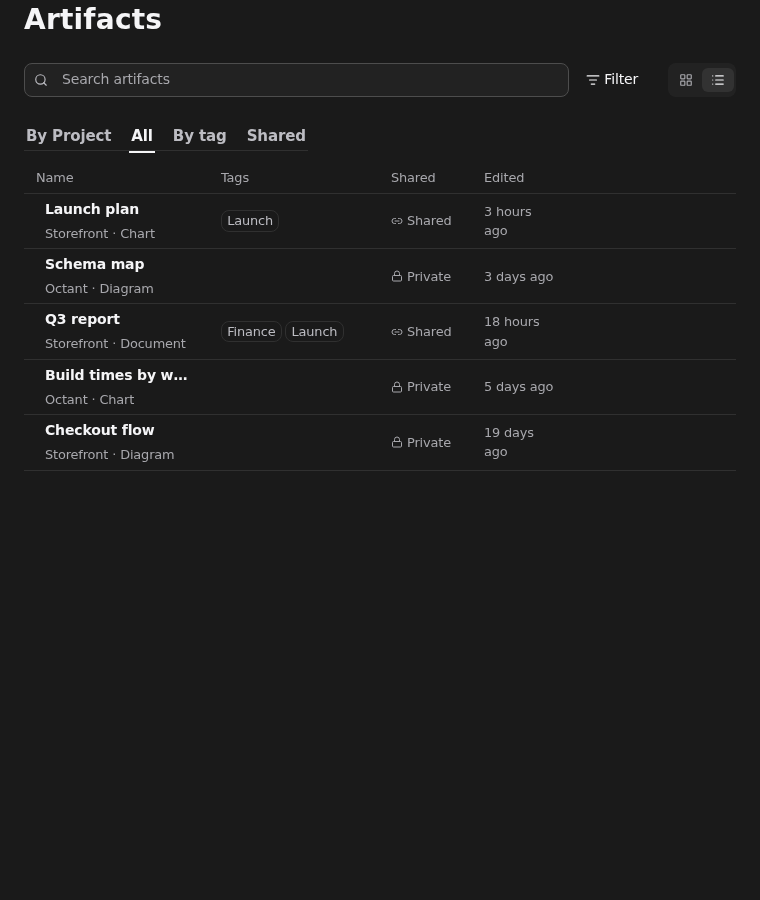 Artifacts
Search artifacts
Filter
By Project All By tag Shared
Name Tags Shared Edited
Launch plan
Storefront · Chart
Launch
Shared
3 hours
ago
Schema map
Octant · Diagram
Private
3 days ago
Q3 report
Storefront · Document
Finance Launch
Shared
18 hours
ago
Build times by w…
Octant · Chart
Private
5 days ago
Checkout flow
Storefront · Diagram
Private
19 days
ago